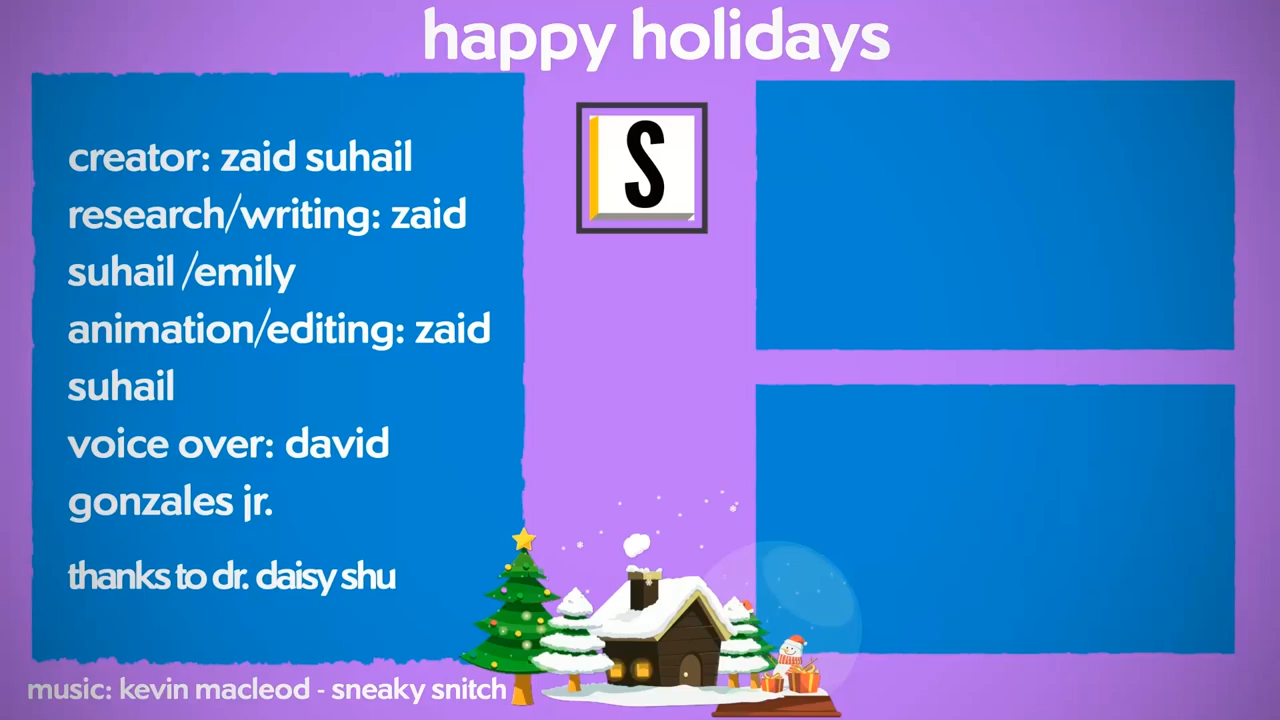 happy holidays
S
creator: zaid suhail
research/writing: zaid
suhail /emily
animation/editing: zaid
suhail
voice over: david
gonzales jr.
thanks to dr. daisy shu
music: kevin macleod - sneaky snitch